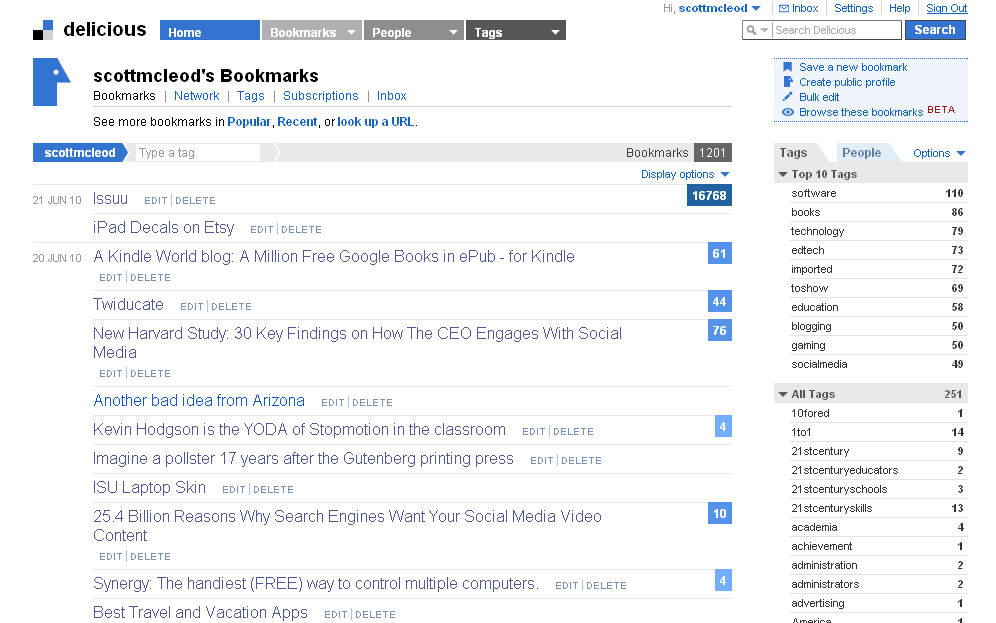 Hi, scottmcleod Inbox Settings Help Sign Out
delicious Home Bookmarks People Tags Search Delicious Search
scottmcleod's Bookmarks
Bookmarks | Network | Tags | Subscriptions | Inbox
See more bookmarks in Popular, Recent, or look up a URL.
Save a new bookmark
Create public profile
Bulk edit
Browse these bookmarks BETA
scottmcleod Type a tag Bookmarks 1201
Display options
21 JUN 10 Issuu EDIT | DELETE 16768
iPad Decals on Etsy EDIT | DELETE
20 JUN 10 A Kindle World blog: A Million Free Google Books in ePub - for Kindle 61
EDIT | DELETE
Twiducate EDIT | DELETE 44
New Harvard Study: 30 Key Findings on How The CEO Engages With Social 76
Media
EDIT | DELETE
Another bad idea from Arizona EDIT | DELETE
Kevin Hodgson is the YODA of Stopmotion in the classroom EDIT | DELETE 4
Imagine a pollster 17 years after the Gutenberg printing press EDIT | DELETE
ISU Laptop Skin EDIT | DELETE
25.4 Billion Reasons Why Search Engines Want Your Social Media Video 10
Content
EDIT | DELETE
Synergy: The handiest (FREE) way to control multiple computers. EDIT | DELETE 4
Best Travel and Vacation Apps EDIT | DELETE
Tags People Options
Top 10 Tags
software 110
books 86
technology 79
edtech 73
imported 72
toshow 69
education 58
blogging 50
gaming 50
socialmedia 49
All Tags 251
10fored 1
1to1 14
21stcentury 9
21stcenturyeducators 2
21stcenturyschools 3
21stcenturyskills 13
academia 4
achievement 1
administration 2
administrators 2
advertising 1
America 1